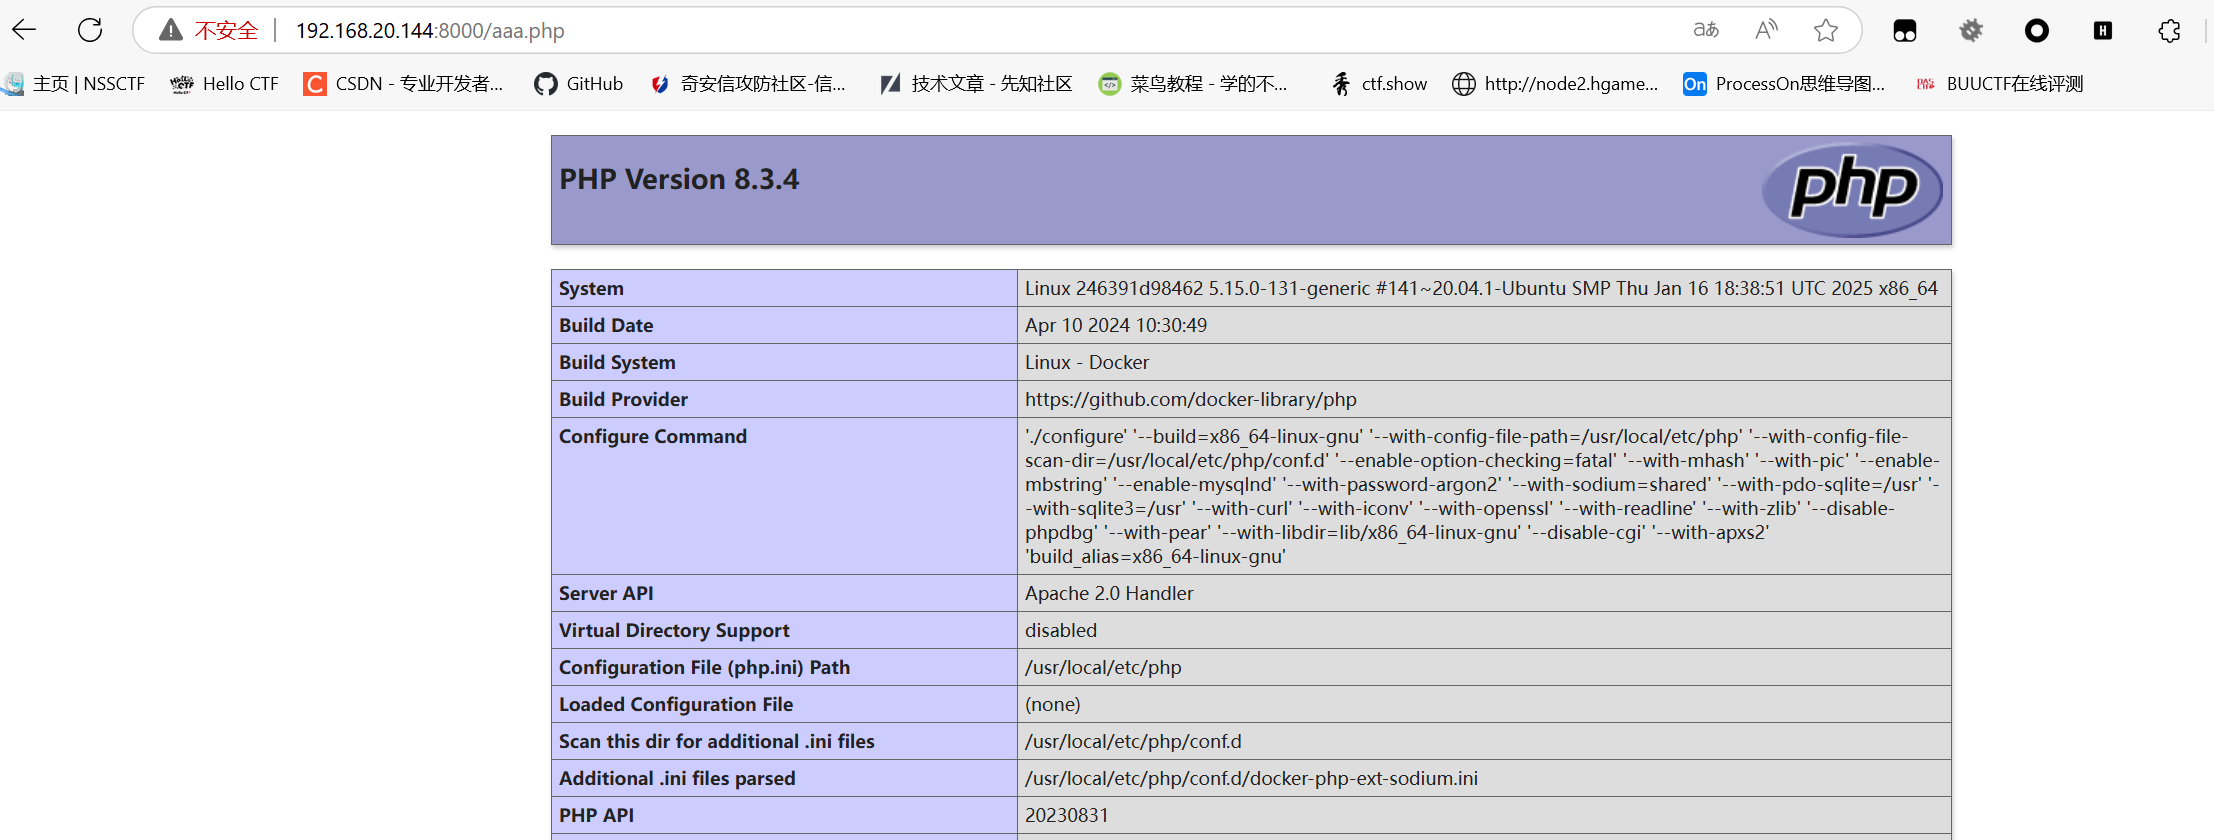 不安全 192.168.20.144:8000/aaa.php
主页 | NSSCTF Hello CTF CSDN - 专业开发者... GitHub 奇安信攻防社区-信... 技术文章 - 先知社区 菜鸟教程 - 学的不... ctf.show http://node2.hgame... ProcessOn思维导图... BUUCTF在线评测
PHP Version 8.3.4
php
System Linux 246391d98462 5.15.0-131-generic #141~20.04.1-Ubuntu SMP Thu Jan 16 18:38:51 UTC 2025 x86_64
Build Date Apr 10 2024 10:30:49
Build System Linux - Docker
Build Provider https://github.com/docker-library/php
Configure Command './configure' '--build=x86_64-linux-gnu' '--with-config-file-path=/usr/local/etc/php' '--with-config-file-
scan-dir=/usr/local/etc/php/conf.d' '--enable-option-checking=fatal' '--with-mhash' '--with-pic' '--enable-
mbstring' '--enable-mysqlnd' '--with-password-argon2' '--with-sodium=shared' '--with-pdo-sqlite=/usr' '-
-with-sqlite3=/usr' '--with-curl' '--with-iconv' '--with-openssl' '--with-readline' '--with-zlib' '--disable-
phpdbg' '--with-pear' '--with-libdir=lib/x86_64-linux-gnu' '--disable-cgi' '--with-apxs2'
'build_alias=x86_64-linux-gnu'
Server API Apache 2.0 Handler
Virtual Directory Support disabled
Configuration File (php.ini) Path /usr/local/etc/php
Loaded Configuration File (none)
Scan this dir for additional .ini files /usr/local/etc/php/conf.d
Additional .ini files parsed /usr/local/etc/php/conf.d/docker-php-ext-sodium.ini
PHP API 20230831